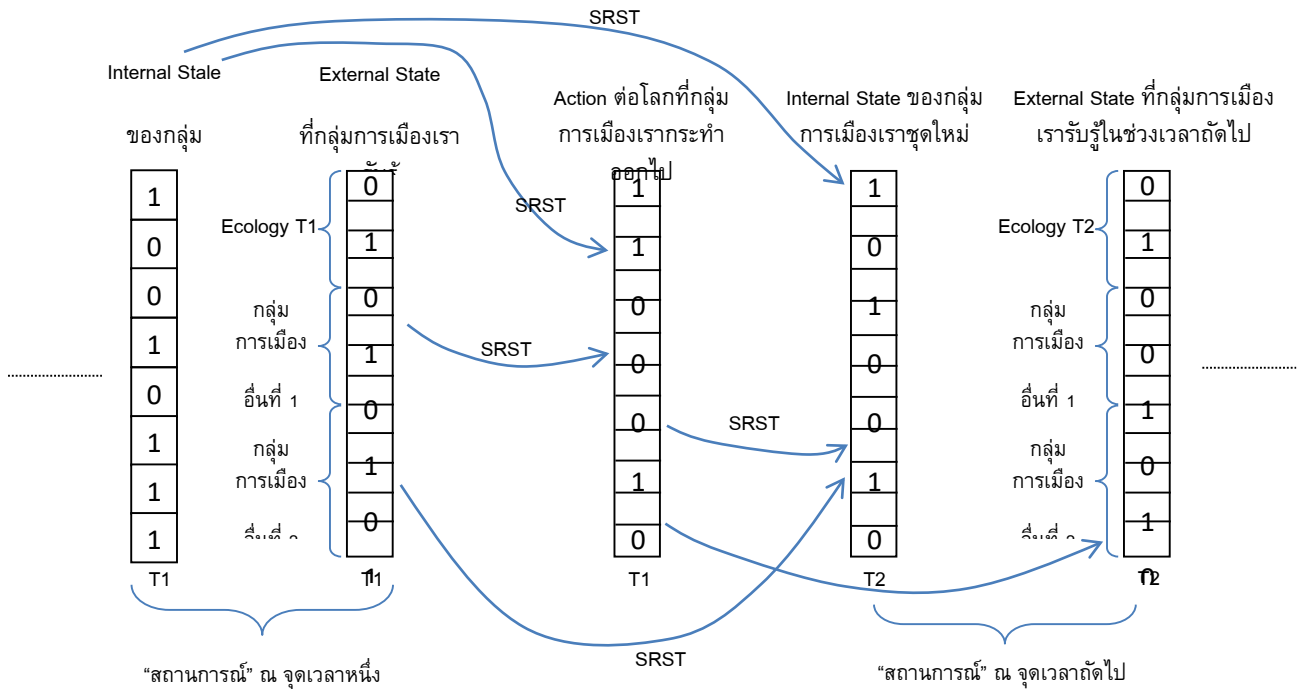 SRST
Internal Stale
External State
ของกลุ่ม
ที่กลุ่มการเมืองเรา
Action ต่อโลกที่กลุ่ม
การเมืองเรากระทำ
ออกไป
Internal State ของกลุ่ม
การเมืองเราชุดใหม่
External State ที่กลุ่มการเมือง
เรารับรู้ในช่วงเวลาถัดไป
1
0
0
1
0
1
1
1
T1
Ecology T1
กลุ่ม
การเมือง
อื่นที่ 1
กลุ่ม
การเมือง
0
1
0
1
0
1
0
1
T1
SRST
SRST
1
1
0
0
0
1
0
T1
SRST
SRST
1
0
1
0
0
1
0
T2
Ecology T2
กลุ่ม
การเมือง
อื่นที่ 1
กลุ่ม
การเมือง
0
1
0
0
1
0
1
0
T2
“สถานการณ์” ณ จุดเวลาหนึ่ง
“สถานการณ์” ณ จุดเวลาถัดไป